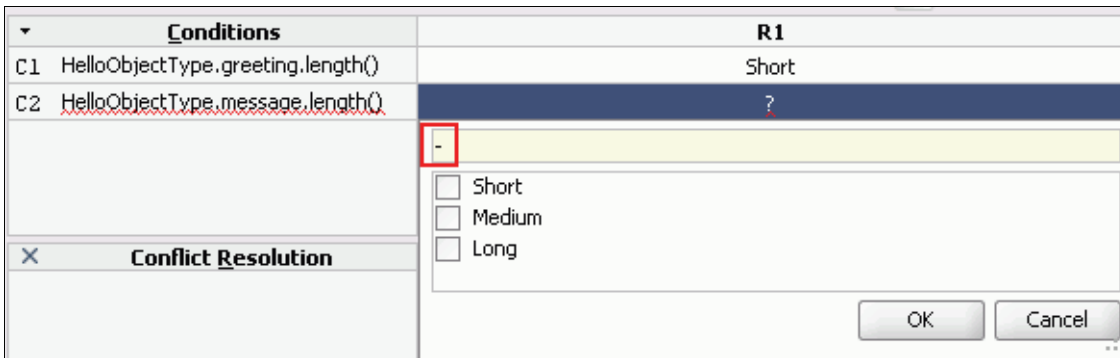 Conditions R1
C1 HelloObjectType.greeting.length() Short
C2 HelloObjectType.message.length() ?
-
Short
Medium
Long
Conflict Resolution
OK Cancel